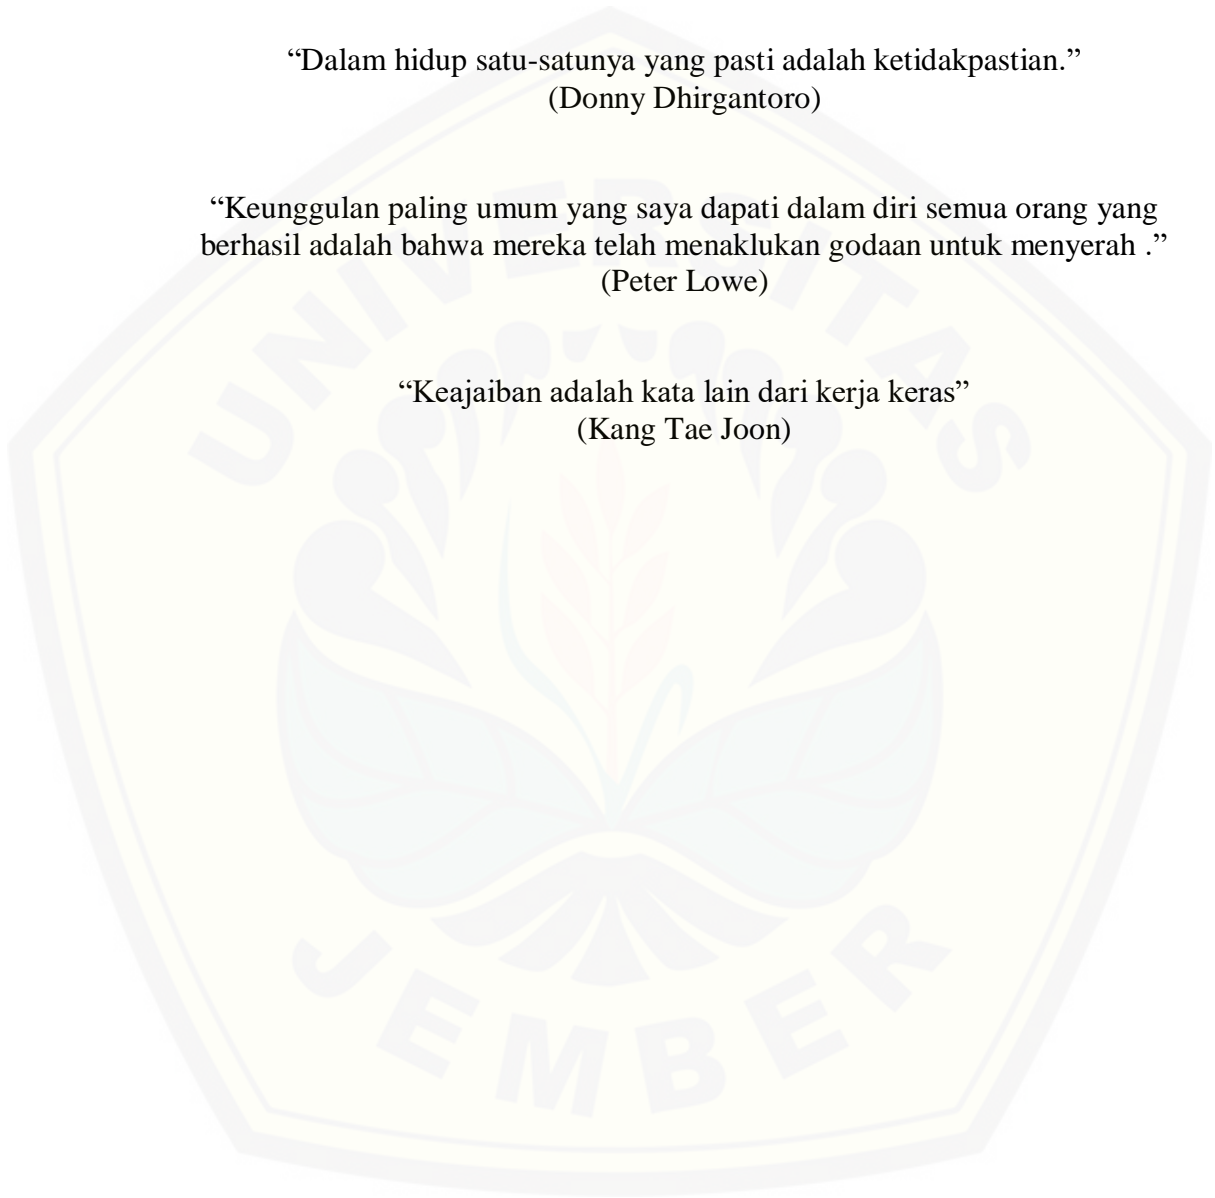 “Dalam hidup satu-satunya yang pasti adalah ketidakpastian.”
(Donny Dhirgantoro)
“Keunggulan paling umum yang saya dapati dalam diri semua orang yang
berhasil adalah bahwa mereka telah menaklukan godaan untuk menyerah .”
(Peter Lowe)
“Keajaiban adalah kata lain dari kerja keras”
(Kang Tae Joon)
UNIVERSITAS
JEMBER